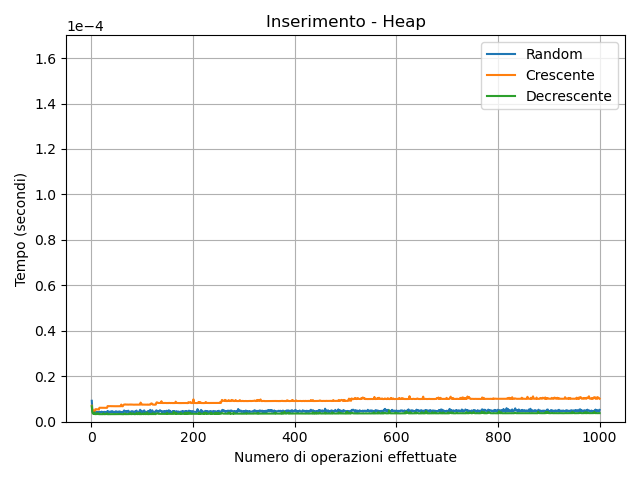 Inserimento - Heap
1e−4
Random
Crescente
Decrescente
1.6
1.4
1.2
1.0
0.8
0.6
0.4
0.2
0.0
Tempo (secondi)
0 200 400 600 800 1000
Numero di operazioni effettuate